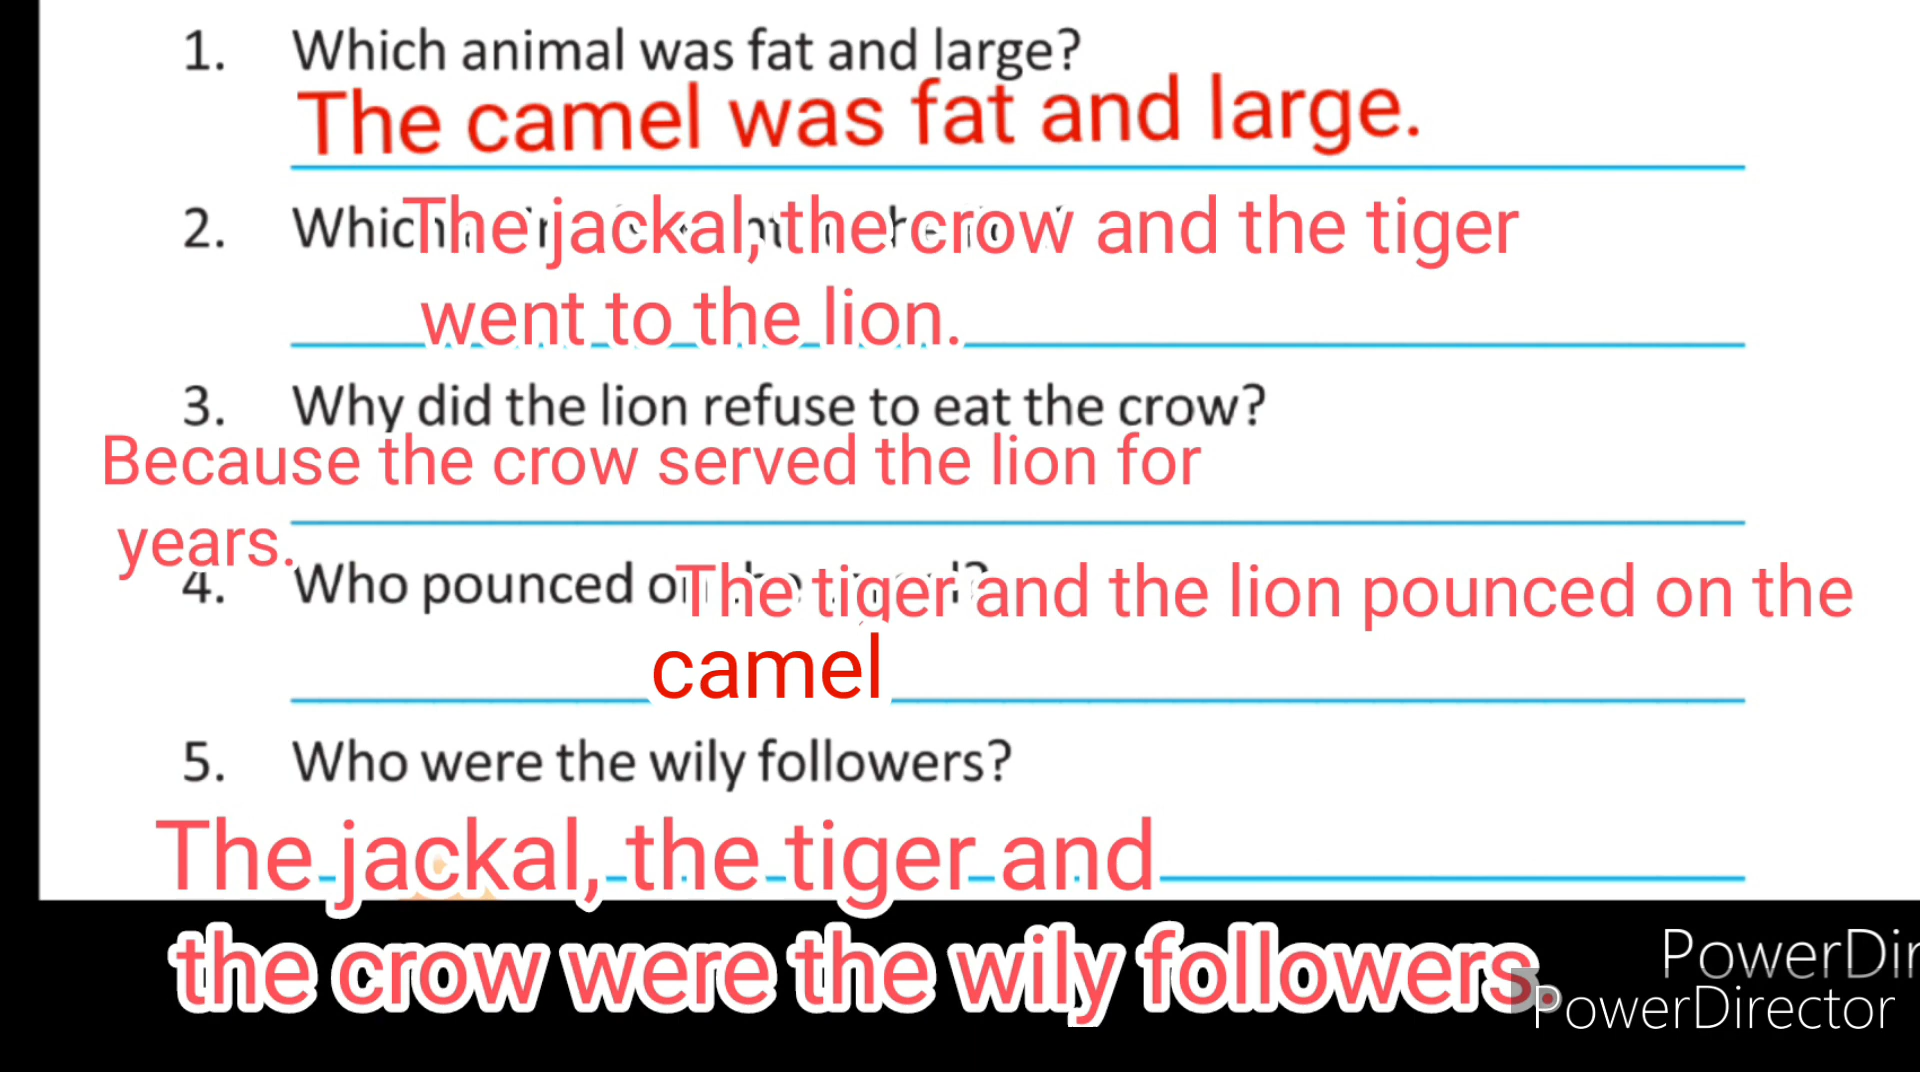 1. Which animal was fat and large?
The camel was fat and large.
2. Which
The jackal, the crow and the tiger
went to the lion.
3. Why did the lion refuse to eat the crow?
Because the crow served the lion for
years.
4. Who pounced
The tiger and the lion pounced on the
camel
5. Who were the wily followers?
The jackal, the tiger and
the crow were the wily followers.
PowerDir
PowerDirector